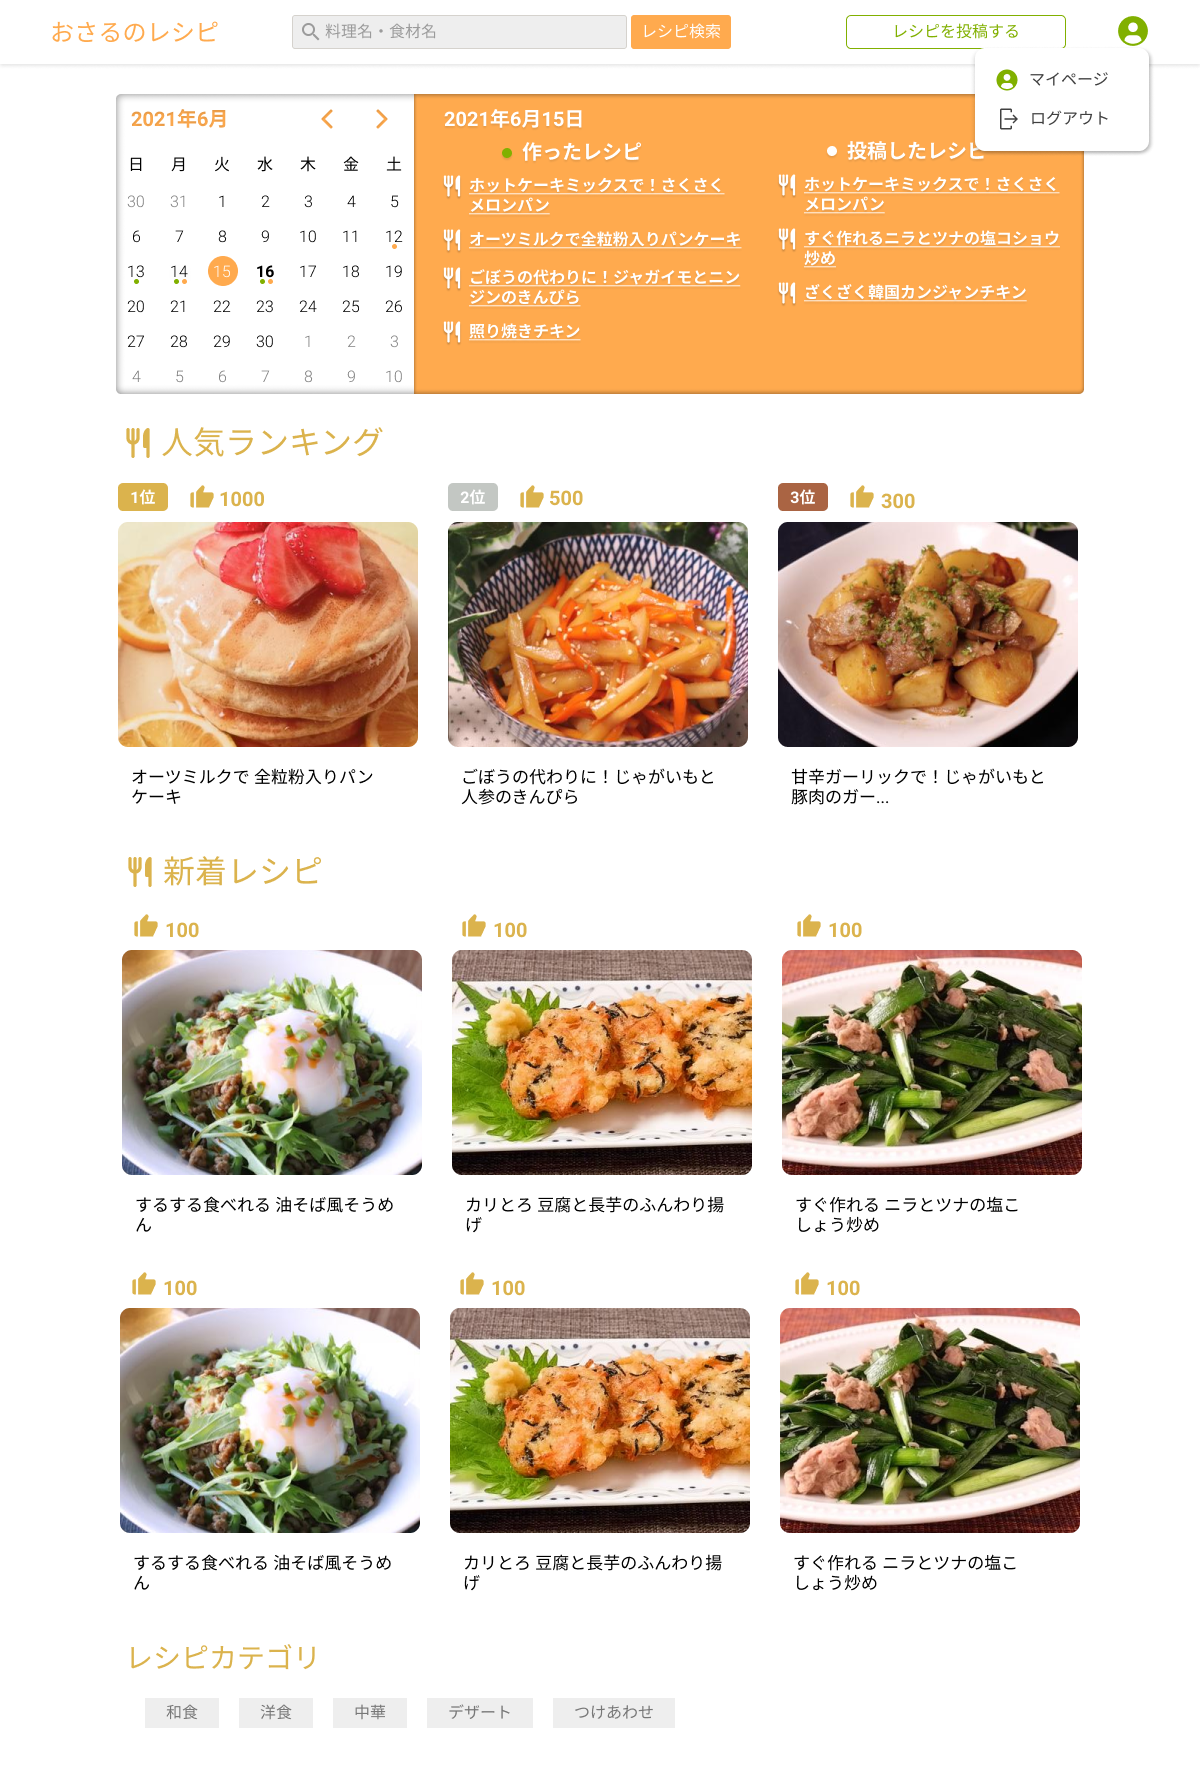 おさるのレシピ
料理名・食材名
レシピ検索
レシピを投稿する
マイページ
ログアウト
2021年6月
日 月 火 水 木 金 土
30 31 1 2 3 4 5
6 7 8 9 10 11 12
13 14 15 16 17 18 19
20 21 22 23 24 25 26
27 28 29 30 1 2 3
4 5 6 7 8 9 10
2021年6月15日
作ったレシピ
ホットケーキミックスで！さくさく
メロンパン
オーツミルクで全粒粉入りパンケーキ
ごぼうの代わりに！ジャガイモとニン
ジンのきんぴら
照り焼きチキン
投稿したレシピ
ホットケーキミックスで！さくさく
メロンパン
すぐ作れるニラとツナの塩コショウ
炒め
ざくざく韓国カンジャンチキン
人気ランキング
1位 1000
2位 500
3位 300
オーツミルクで 全粒粉入りパン
ケーキ
ごぼうの代わりに！じゃがいもと
人参のきんぴら
甘辛ガーリックで！じゃがいもと
豚肉のガー...
新着レシピ
100
100
100
するする食べれる 油そば風そうめ
ん
カリとろ 豆腐と長芋のふんわり揚
げ
すぐ作れる ニラとツナの塩こ
しょう炒め
100
100
100
するする食べれる 油そば風そうめ
ん
カリとろ 豆腐と長芋のふんわり揚
げ
すぐ作れる ニラとツナの塩こ
しょう炒め
レシピカテゴリ
和食
洋食
中華
デザート
つけあわせ